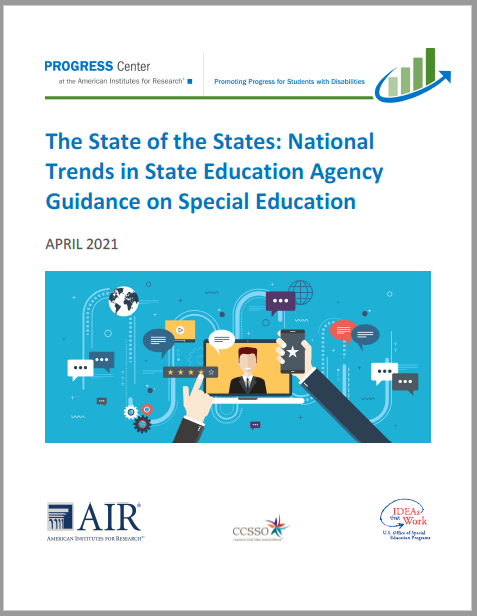 PROGRESS Center
at the American Institutes for Research®
Promoting Progress for Students with Disabilities
The State of the States: National
Trends in State Education Agency
Guidance on Special Education
APRIL 2021
AIR®
AMERICAN INSTITUTES FOR RESEARCH™
CCSSO
IDEAs
that Work
U.S. Office of Special
Education Programs